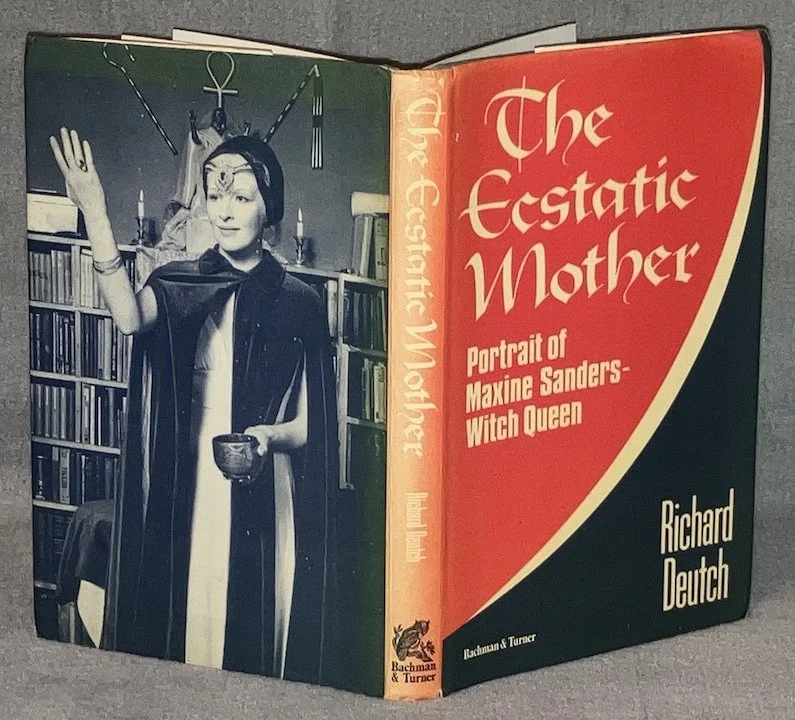 The Ecstatic Mother
Richard Deutch
Bachman
& Turner
The
Ecstatic
Mother
Portrait of
Maxine Sanders-
Witch Queen
Richard
Deutch
Bachman & Turner